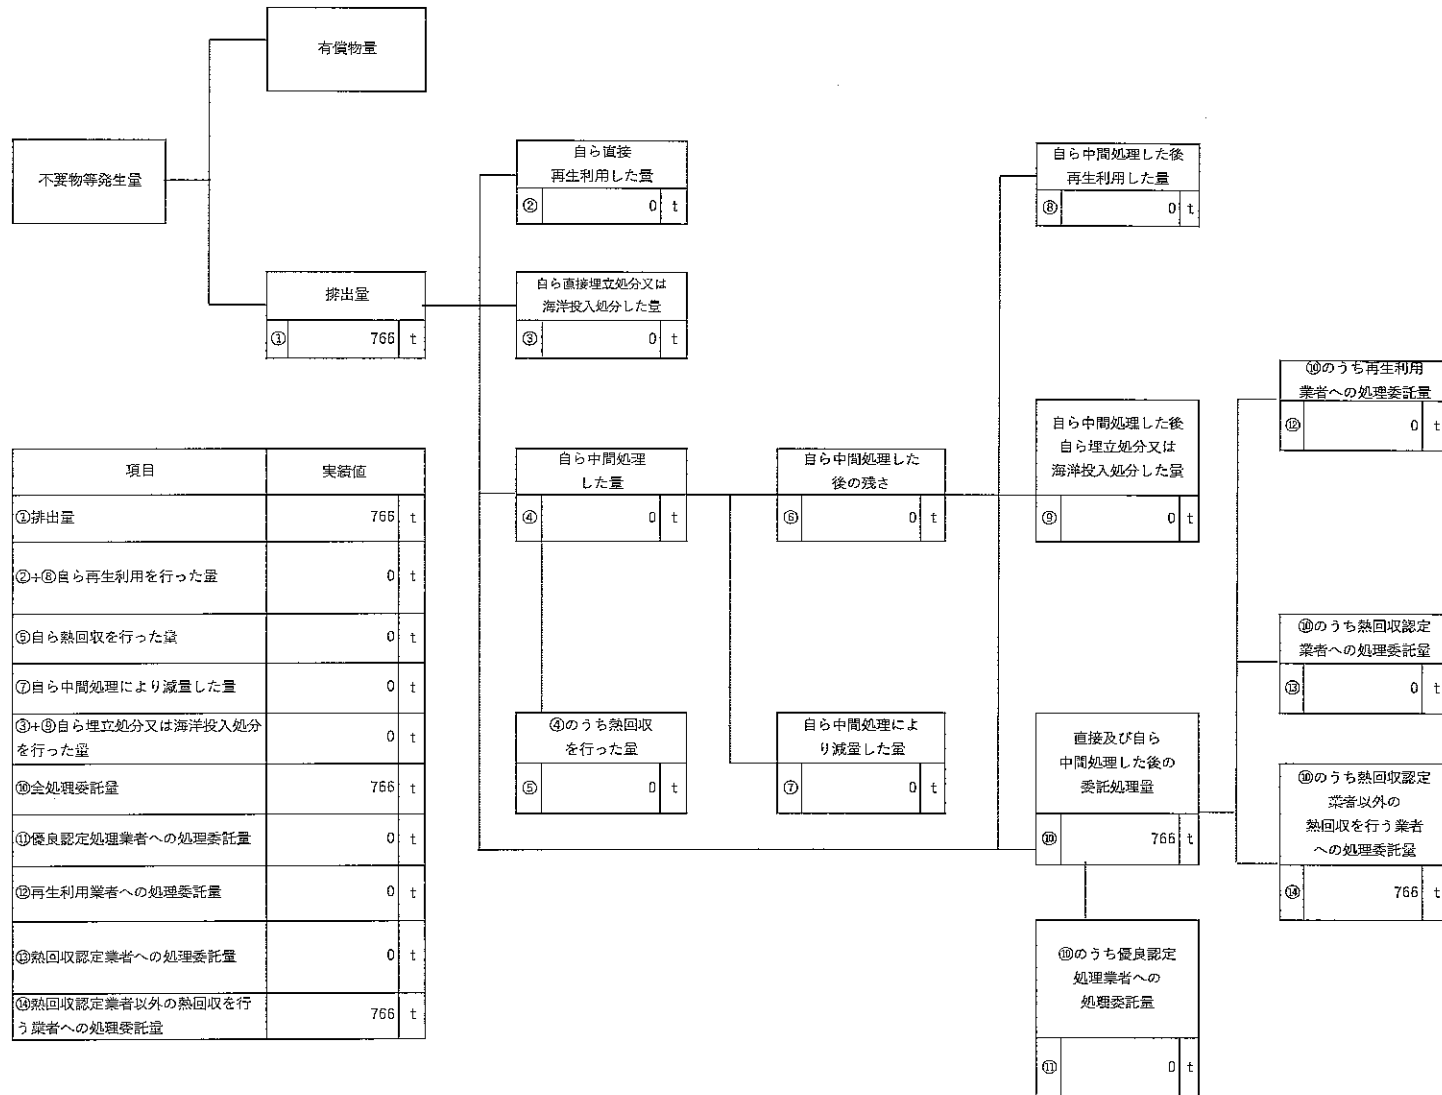 有償物量
不要物等発生量
排出量
① 766 t
自ら直接
再生利用した量
② 0 t
自ら直接埋立処分又は
海洋投入処分した量
③ 0 t
自ら中間処理
した量
④ 0 t
④のうち熱回収
を行った量
⑤ 0 t
自ら中間処理した
後の残さ
⑥ 0 t
自ら中間処理によ
り減量した量
⑦ 0 t
自ら中間処理した後
再生利用した量
⑧ 0 t
自ら中間処理した後
自ら埋立処分又は
海洋投入処分した量
⑨ 0 t
直接及び自ら
中間処理した後の
委託処理量
⑩ 766 t
⑩のうち優良認定
処理業者への
処理委託量
⑪ 0 t
⑩のうち再生利用
業者への処理委託量
⑫ 0 t
⑩のうち熱回収認定
業者への処理委託量
⑬ 0 t
⑩のうち熱回収認定
業者以外の
熱回収を行う業者
への処理委託量
⑭ 766 t
項目 実績値
①排出量 766 t
②+⑧自ら再生利用を行った量 0 t
⑤自ら熱回収を行った量 0 t
⑦自ら中間処理により減量した量 0 t
③+⑨自ら埋立処分又は海洋投入処分
を行った量 0 t
⑩全処理委託量 766 t
⑪優良認定処理業者への処理委託量 0 t
⑫再生利用業者への処理委託量 0 t
⑬熱回収認定業者への処理委託量 0 t
⑭熱回収認定業者以外の熱回収を行
う業者への処理委託量 766 t